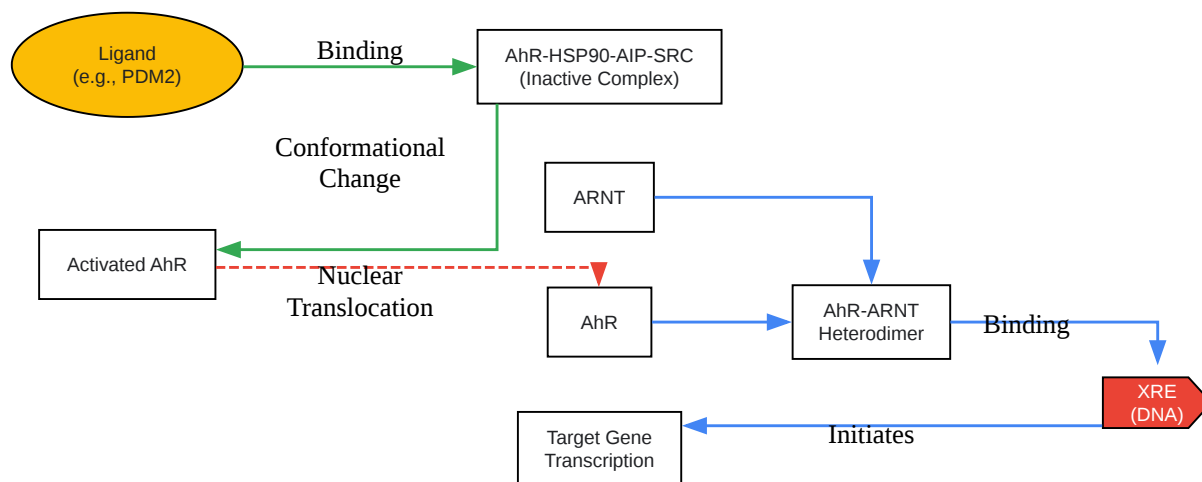 Ligand
(e.g., PDM2)
Binding
AhR-HSP90-AIP-SRC
(Inactive Complex)
Conformational
Change
ARNT
Activated AhR
Nuclear
Translocation
AhR
AhR-ARNT
Heterodimer
Binding
XRE
(DNA)
Target Gene
Transcription
Initiates